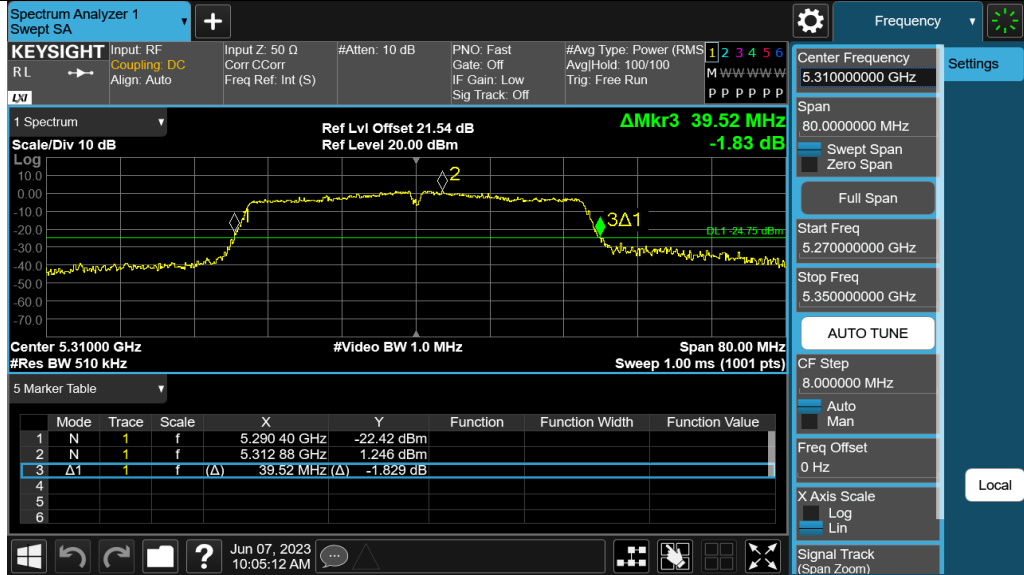 Spectrum Analyzer 1
Swept SA
+
Frequency
KEYSIGHT
R L
LXI
Input: RF
Coupling: DC
Align: Auto
Input Z: 50 Ω
Corr CCorr
Freq Ref: Int (S)
#Atten: 10 dB
PNO: Fast
Gate: Off
IF Gain: Low
Sig Track: Off
#Avg Type: Power (RMS
Avg|Hold: 100/100
Trig: Free Run
1 2 3 4 5 6
M W W W W W
P P P P P P
1 Spectrum
Scale/Div 10 dB
Ref Lvl Offset 21.54 dB
Ref Level 20.00 dBm
ΔMkr3 39.52 MHz
-1.83 dB
Log
10.0
0.00
-10.0
-20.0
-30.0
-40.0
-50.0
-60.0
-70.0
1
2
3Δ1
DL1 -24.75 dBm
Center 5.31000 GHz
#Video BW 1.0 MHz
Span 80.00 MHz
#Res BW 510 kHz
Sweep 1.00 ms (1001 pts)
5 Marker Table
Mode Trace Scale X Y Function Function Width Function Value
1 N 1 f 5.290 40 GHz -22.42 dBm
2 N 1 f 5.312 88 GHz 1.246 dBm
3 Δ1 1 f (Δ) 39.52 MHz (Δ) -1.829 dB
4
5
6
?
Jun 07, 2023
10:05:12 AM
Center Frequency
5.310000000 GHz
Span
80.0000000 MHz
Swept Span
Zero Span
Full Span
Start Freq
5.270000000 GHz
Stop Freq
5.350000000 GHz
AUTO TUNE
CF Step
8.000000 MHz
Auto
Man
Freq Offset
0 Hz
X Axis Scale
Log
Lin
Signal Track
(Span Zoom)
Settings
Local